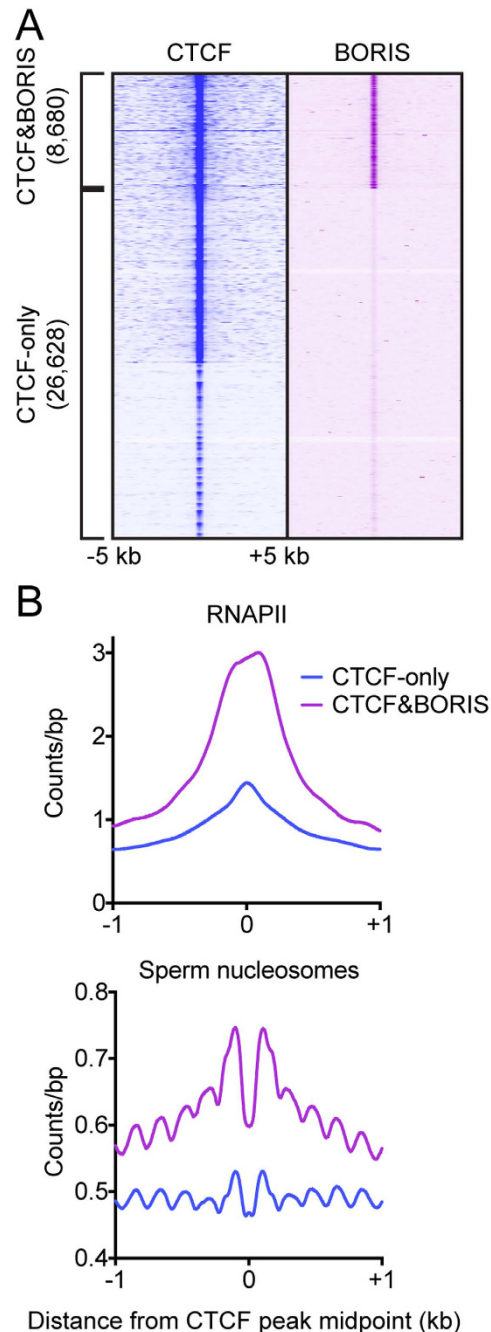 A
CTCF
BORIS
CTCF&BORIS
(8,680)
CTCF-only
(26,628)
-5 kb
+5 kb
B
RNAPII
Counts/bp
3
2
1
0
CTCF-only
CTCF&BORIS
-1
0
+1
Sperm nucleosomes
Counts/bp
0.8
0.7
0.6
0.5
0.4
-1
0
+1
Distance from CTCF peak midpoint (kb)